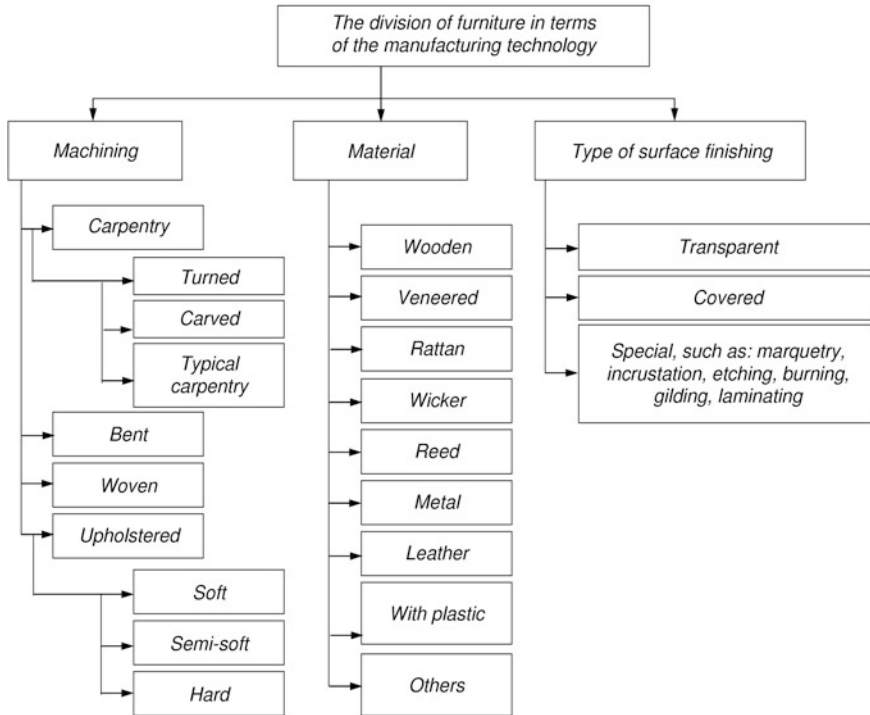 The division of furniture in terms
of the manufacturing technology
Machining
Material
Type of surface finishing
Carpentry
Turned
Carved
Typical
carpentry
Bent
Woven
Upholstered
Soft
Semi-soft
Hard
Wooden
Veneered
Rattan
Wicker
Reed
Metal
Leather
With plastic
Others
Transparent
Covered
Special, such as: marquetry,
incrustation, etching, burning,
gilding, laminating